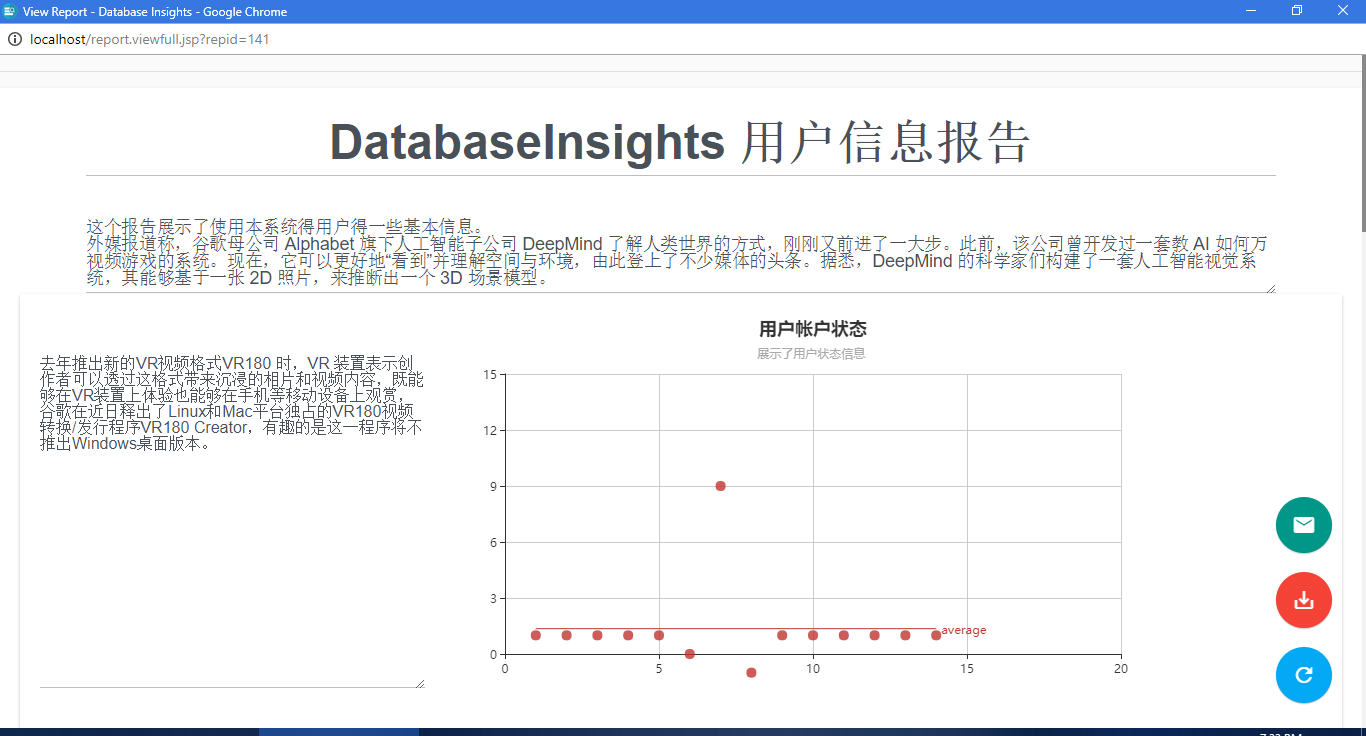 View Report - Database Insights - Google Chrome
localhost/report.viewfull.jsp?repid=141
DatabaseInsights 用户信息报告
这个报告展示了使用本系统得用户得一些基本信息。
外媒报道称，谷歌母公司 Alphabet 旗下人工智能子公司 DeepMind 了解人类世界的方式，刚刚又前进了一大步。此前，该公司曾开发过一套教 AI 如何万
视频游戏的系统。现在，它可以更好地“看到”并理解空间与环境，由此登上了不少媒体的头条。据悉，DeepMind 的科学家们构建了一套人工智能视觉系
统，其能够基于一张 2D 照片，来推断出一个 3D 场景模型。
去年推出新的VR视频格式VR180 时，VR 装置表示创
作者可以透过这格式带来沉浸的相片和视频内容，既能
够在VR装置上体验也能够在手机等移动设备上观赏，
谷歌在近日释出了Linux和Mac平台独占的VR180视频
转换/发行程序VR180 Creator，有趣的是这一程序将不
推出Windows桌面版本。
用户帐户状态
展示了用户状态信息
15
12
9
6
3
0
average
0 5 10 15 20